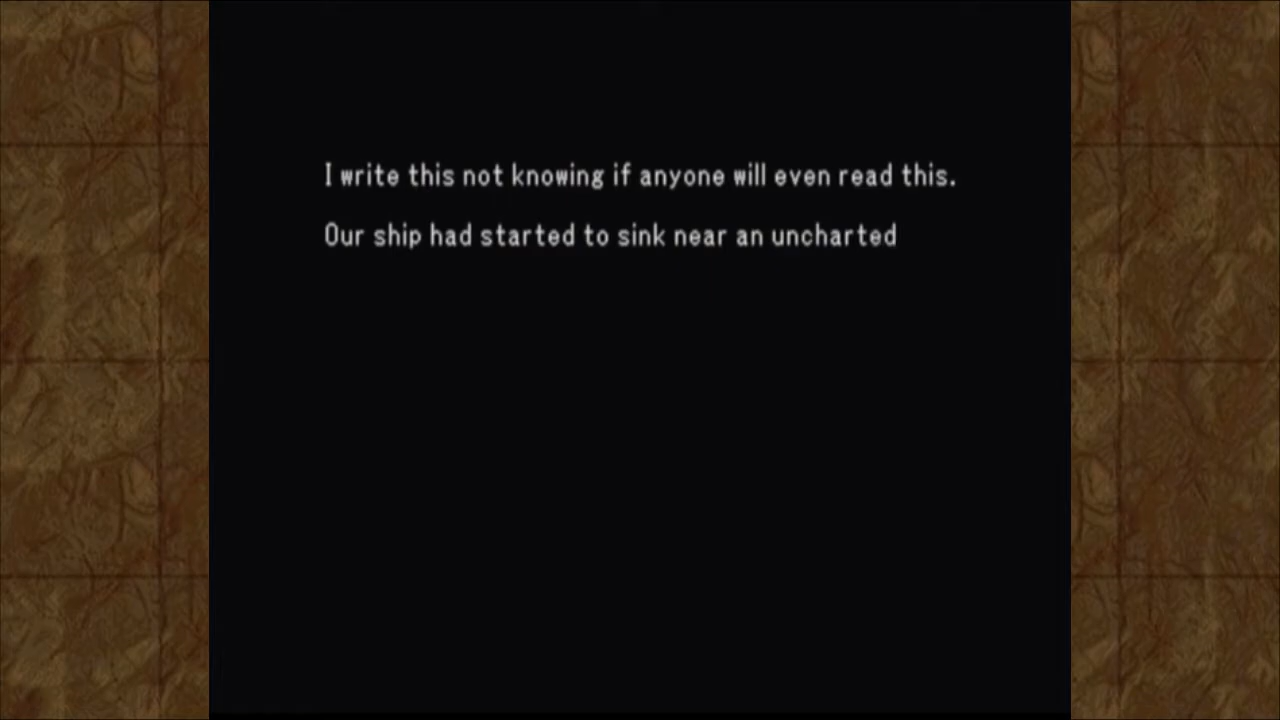 I write this not knowing if anyone will even read this.
Our ship had started to sink near an uncharted